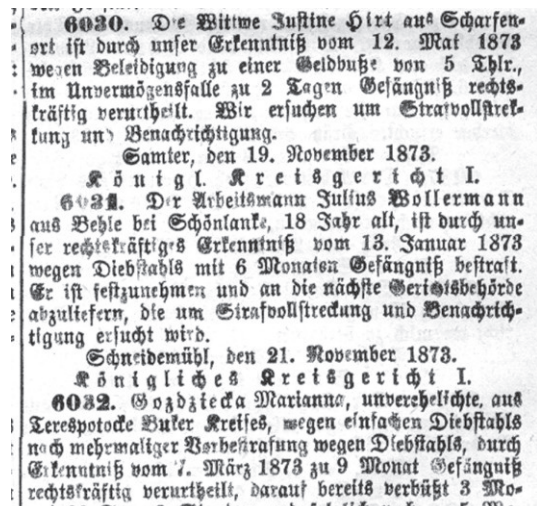 6030. Die Wittwe Justine Hirt aus Scharfen-
ort ist durch unser Erkenntniß vom 12. Mai 1873
wegen Beleidigung zu einer Geldbuße von 5 Thlr.,
im Unvermögensfalle zu 2 Tagen Gefängniß rechts-
kräftig verurtheilt. Wir ersuchen um Strafvollstrek-
kung und Benachrichtigung.
Samter, den 19. November 1873.
Königl. Kreisgericht I.
6031. Der Arbeitsmann Julius Wollermann
aus Behle bei Schönlanke, 18 Jahr alt, ist durch un-
ser rechtskräftiges Erkenntniß vom 13. Januar 1873
wegen Diebstahls mit 6 Monaten Gefängniß bestraft.
Er ist festzunehmen und an die nächste Gerichtsbehörde
abzuliefern, die um Strafvollstreckung und Benachrich-
tigung ersucht wird.
Schneidemühl, den 21. November 1873.
Königliches Kreisgericht I.
6032. Gozdziecka Marianna, unverehelichte, aus
Terespotocke Buker Kreises, wegen einfachen Diebstahls
nach mehrmaliger Vorbestrafung wegen Diebstahls, durch
Erkenntniß vom 7. März 1873 zu 9 Monat Gefängniß
rechtskräftig verurtheilt, darauf bereits verbüßt 3 Mo-